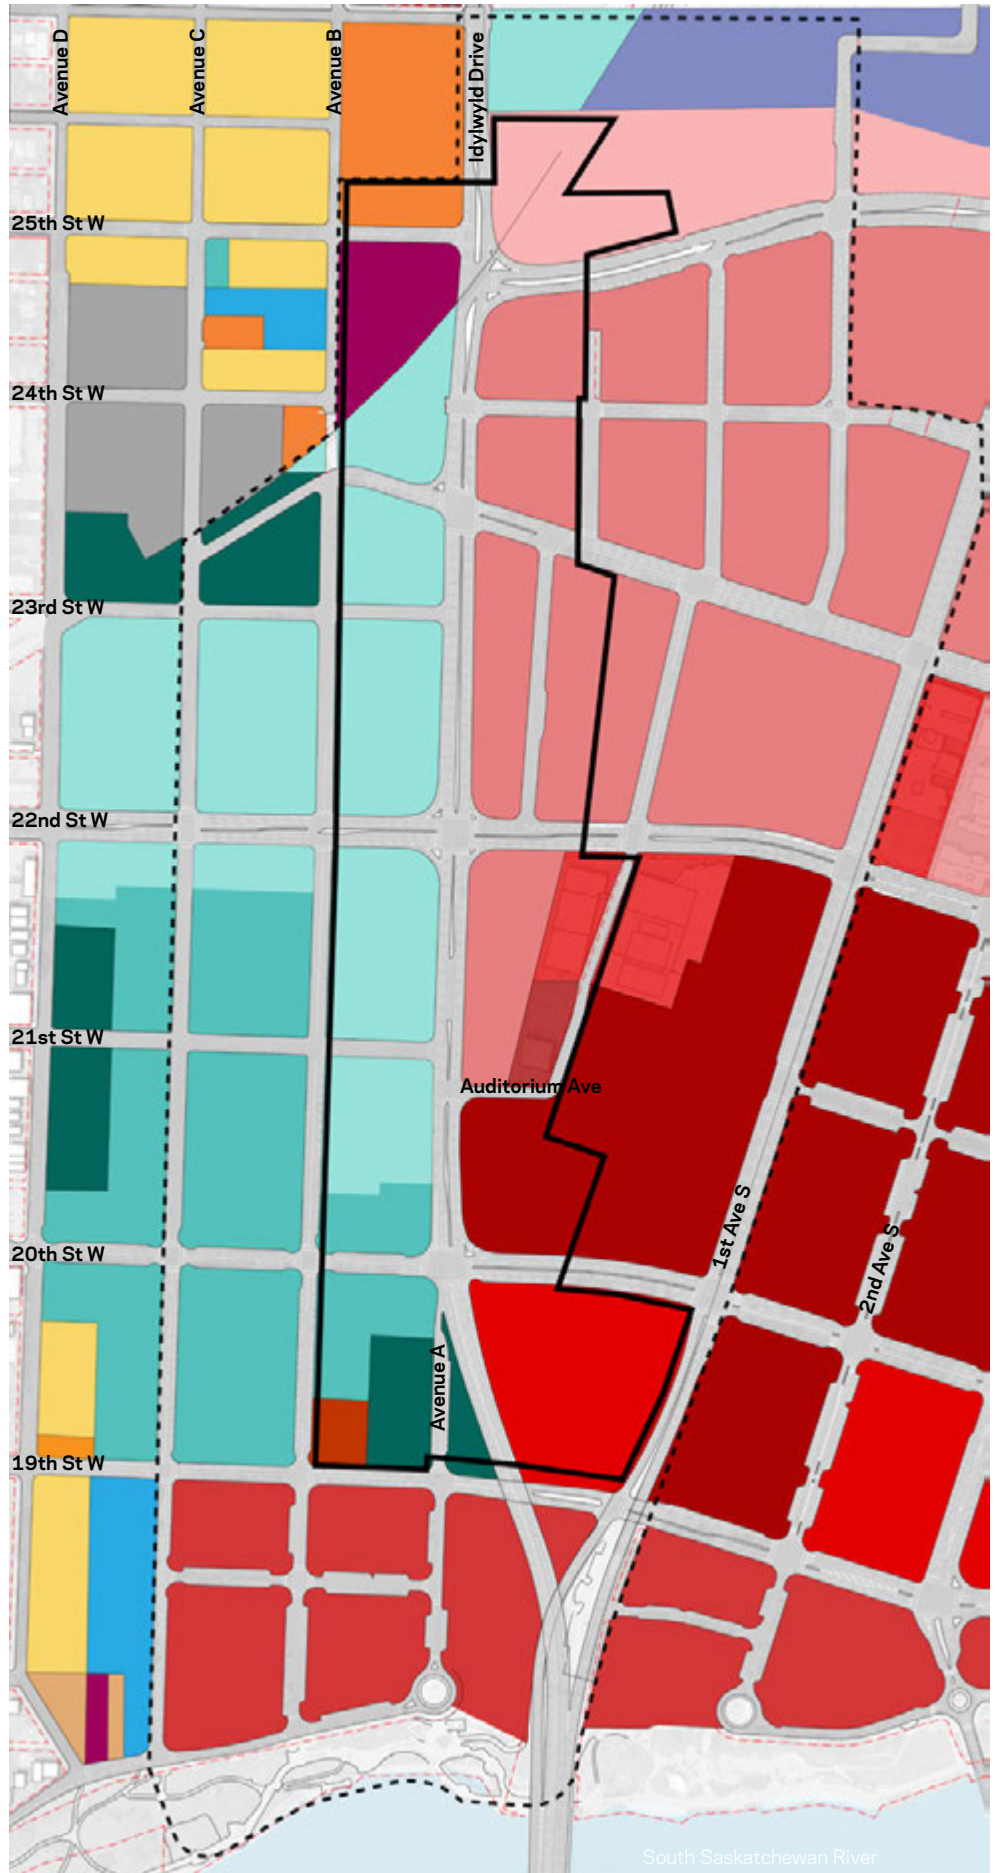 Avenue D
Avenue C
Avenue B
Idylwyld Drive
25th St W
24th St W
23rd St W
22nd St W
21st St W
Auditorium Ave
1st Ave S
2nd Ave S
20th St W
Avenue A
19th St W
South Saskatchewan River